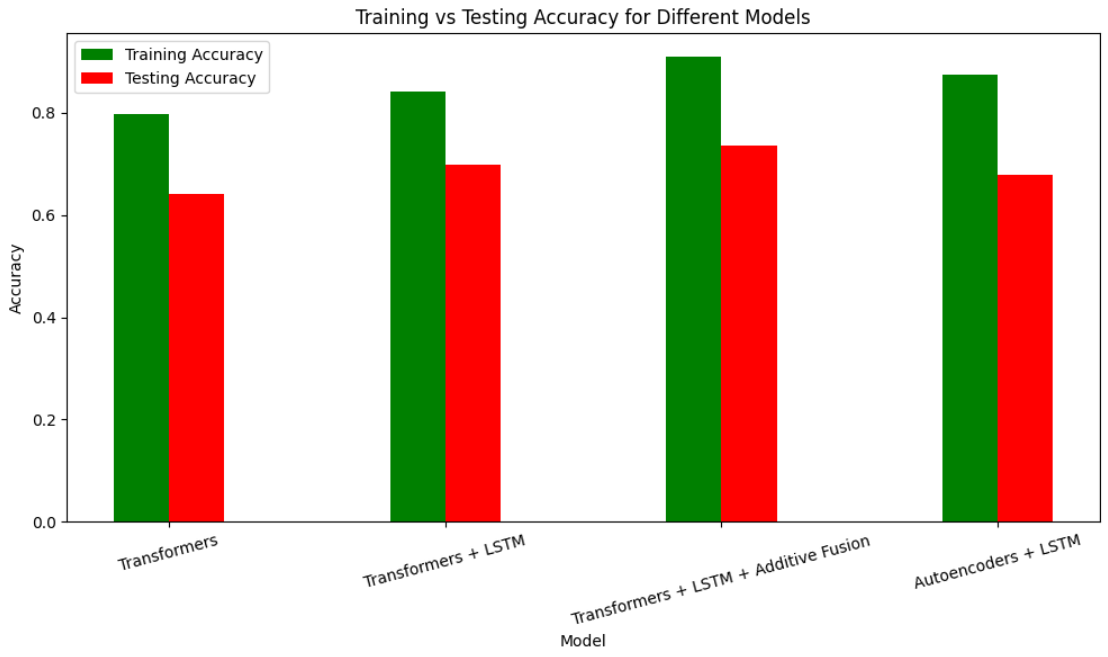 Training vs Testing Accuracy for Different Models
Training Accuracy
Testing Accuracy
Accuracy
0.8
0.6
0.4
0.2
0.0
Transformers
Transformers + LSTM
Transformers + LSTM + Additive Fusion
Autoencoders + LSTM
Model